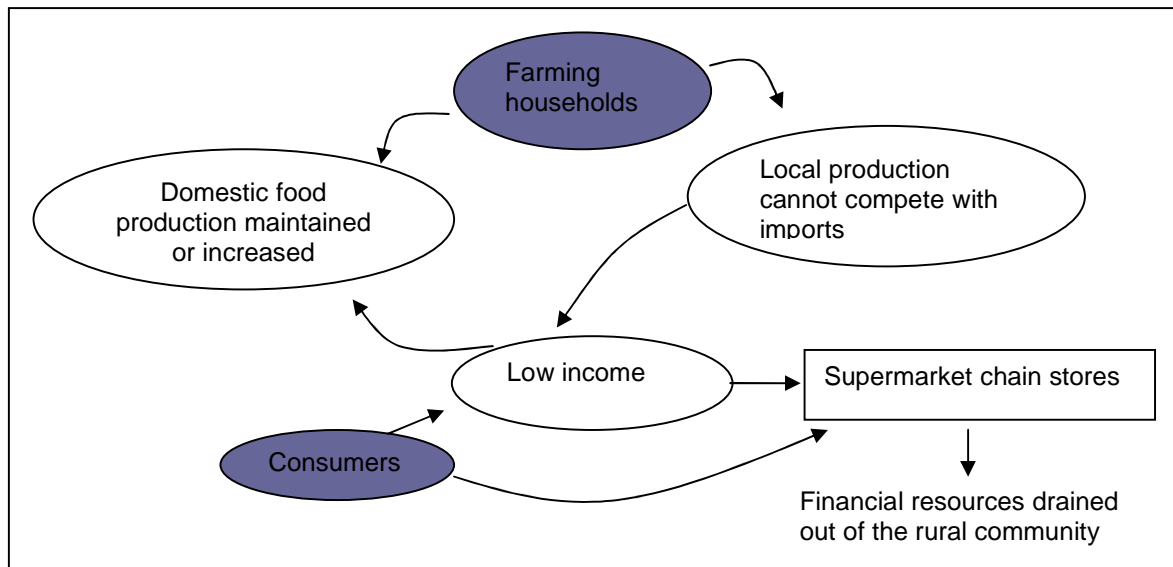 Farming
households
Domestic food
production maintained
or increased
Local production
cannot compete with
imports
Low income
Supermarket chain stores
Consumers
Financial resources drained
out of the rural community